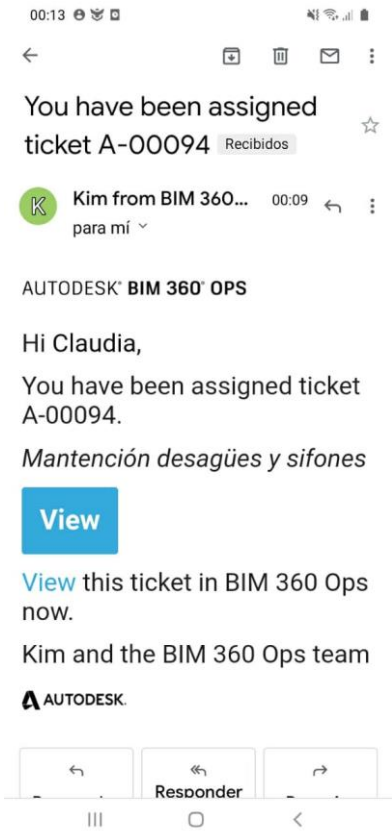 00:13
You have been assigned
ticket A-00094 Recibidos
K
Kim from BIM 360... 00:09
para mí
AUTODESK® BIM 360® OPS
Hi Claudia,
You have been assigned ticket
A-00094.
Mantención desagües y sifones
View
View this ticket in BIM 360 Ops
now.
Kim and the BIM 360 Ops team
AUTODESK.
Responder